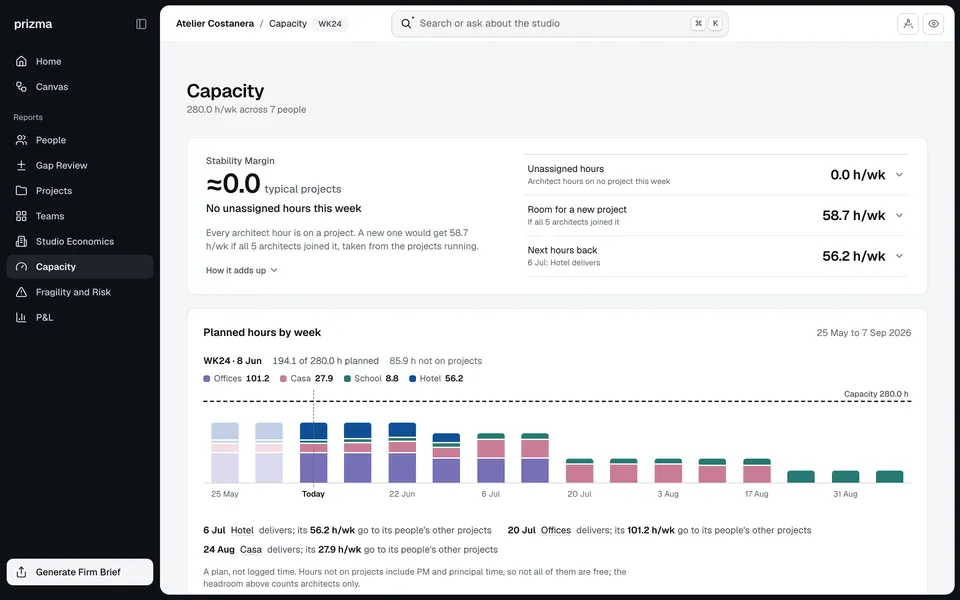 prizma
Home
Canvas
Reports
People
Gap Review
Projects
Teams
Studio Economics
Capacity
Fragility and Risk
P&L
Generate Firm Brief
Atelier Costanera / Capacity WK24
Search or ask about the studio ⌘ K
Capacity
280.0 h/wk across 7 people
Stability Margin
≈0.0 typical projects
No unassigned hours this week
Every architect hour is on a project. A new one would get 58.7
h/wk if all 5 architects joined it, taken from the projects running.
How it adds up
Unassigned hours
Architect hours on no project this week
0.0 h/wk
Room for a new project
If all 5 architects joined it
58.7 h/wk
Next hours back
6 Jul: Hotel delivers
56.2 h/wk
Planned hours by week
25 May to 7 Sep 2026
WK24 · 8 Jun 194.1 of 280.0 h planned 85.9 h not on projects
Offices 101.2 Casa 27.9 School 8.8 Hotel 56.2
Capacity 280.0 h
25 May Today 22 Jun 6 Jul 20 Jul 3 Aug 17 Aug 31 Aug
6 Jul Hotel delivers; its 56.2 h/wk go to its people's other projects 20 Jul Offices delivers; its 101.2 h/wk go to its people's other projects
24 Aug Casa delivers; its 27.9 h/wk go to its people's other projects
A plan, not logged time. Hours not on projects include PM and principal time, so not all of them are free; the
headroom above counts architects only.